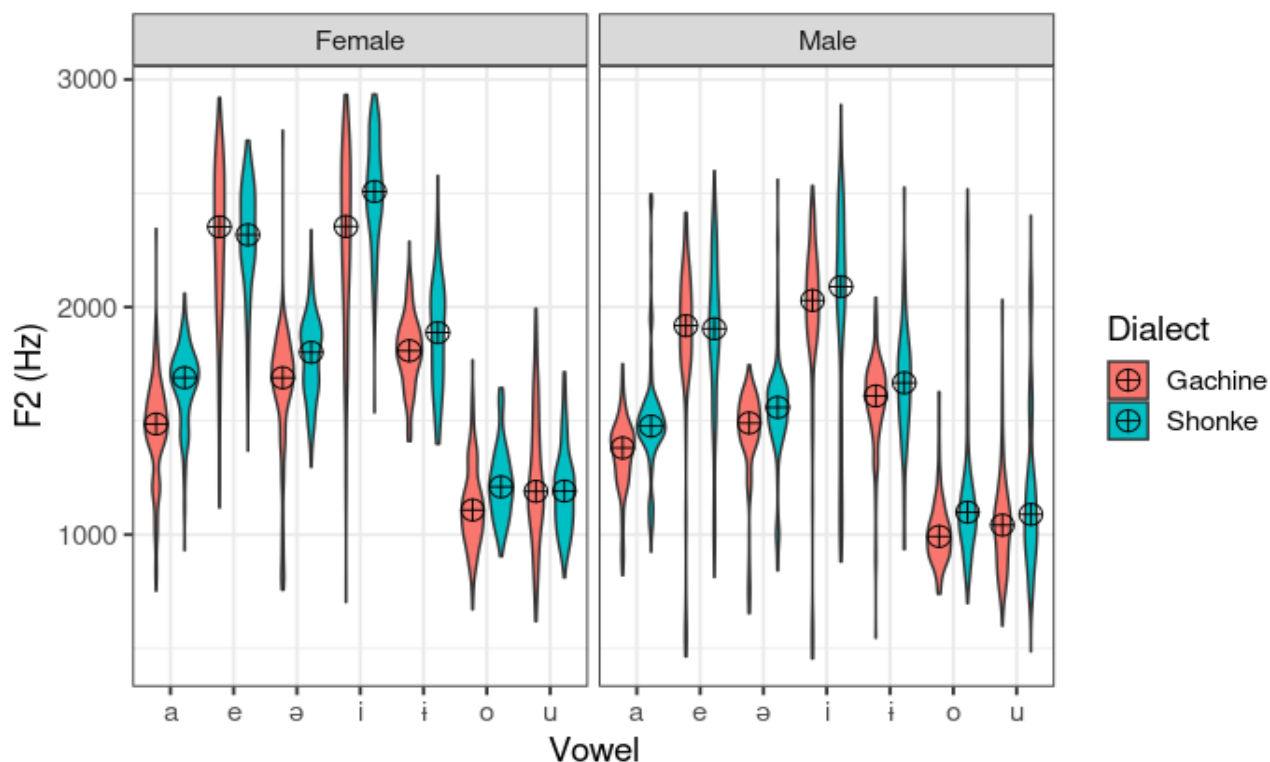 Female Male
3000
2000
1000
F2 (Hz)
a e ə i ɨ o u a e ə i ɨ o u
Vowel
Dialect
Gachine
Shonke